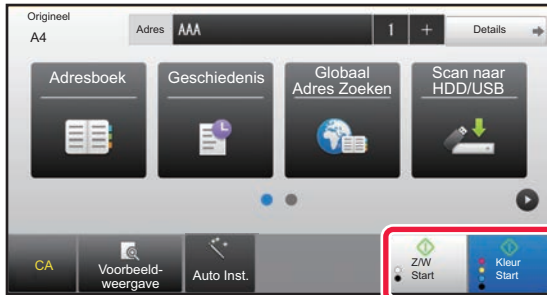 Origineel
A4
Adres AAA 1 + Details
Adresboek
Geschiedenis
Globaal
Adres Zoeken
Scan naar
HDD/USB
CA
Voorbeeld-
weergave
Auto Inst.
Z/W
Start
Kleur
Start